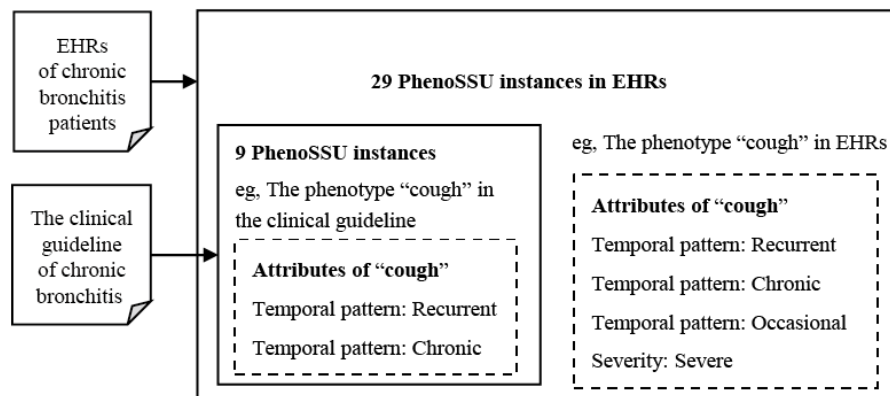 EHRs
of chronic
bronchitis
patients
The clinical
guideline
of chronic
bronchitis
29 PhenoSSU instances in EHRs
9 PhenoSSU instances
eg, The phenotype “cough” in
the clinical guideline
Attributes of “cough”
Temporal pattern: Recurrent
Temporal pattern: Chronic
eg, The phenotype “cough” in EHRs
Attributes of “cough”
Temporal pattern: Recurrent
Temporal pattern: Chronic
Temporal pattern: Occasional
Severity: Severe